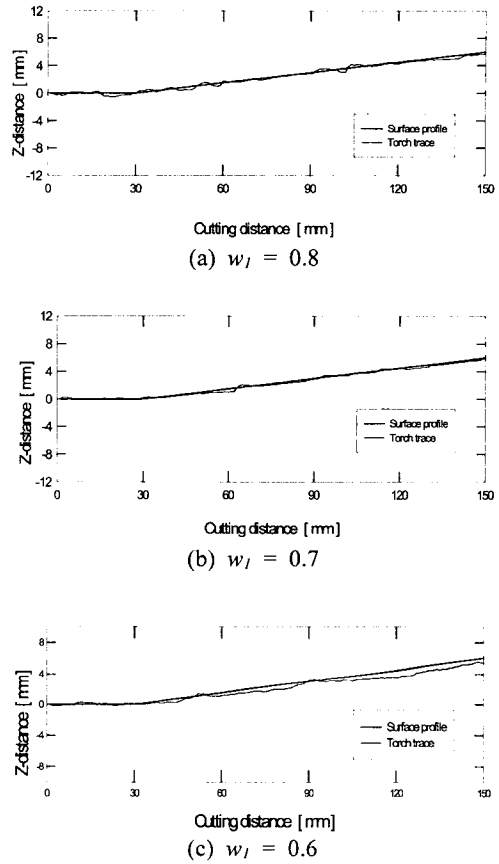 12
8
4
0
-4
-8
-12
Z-distance [mm]
Surface profile
Torch trace
0 30 60 90 120 150
Cutting distance [mm]
(a) w1 = 0.8
12
8
4
0
-4
-8
-12
Z-distance [mm]
Surface profile
Torch trace
0 30 60 90 120 150
Cutting distance [mm]
(b) w1 = 0.7
8
4
0
-4
-8
Z-distance [mm]
Surface profile
Torch trace
0 30 60 90 120 150
Cutting distance [mm]
(c) w1 = 0.6